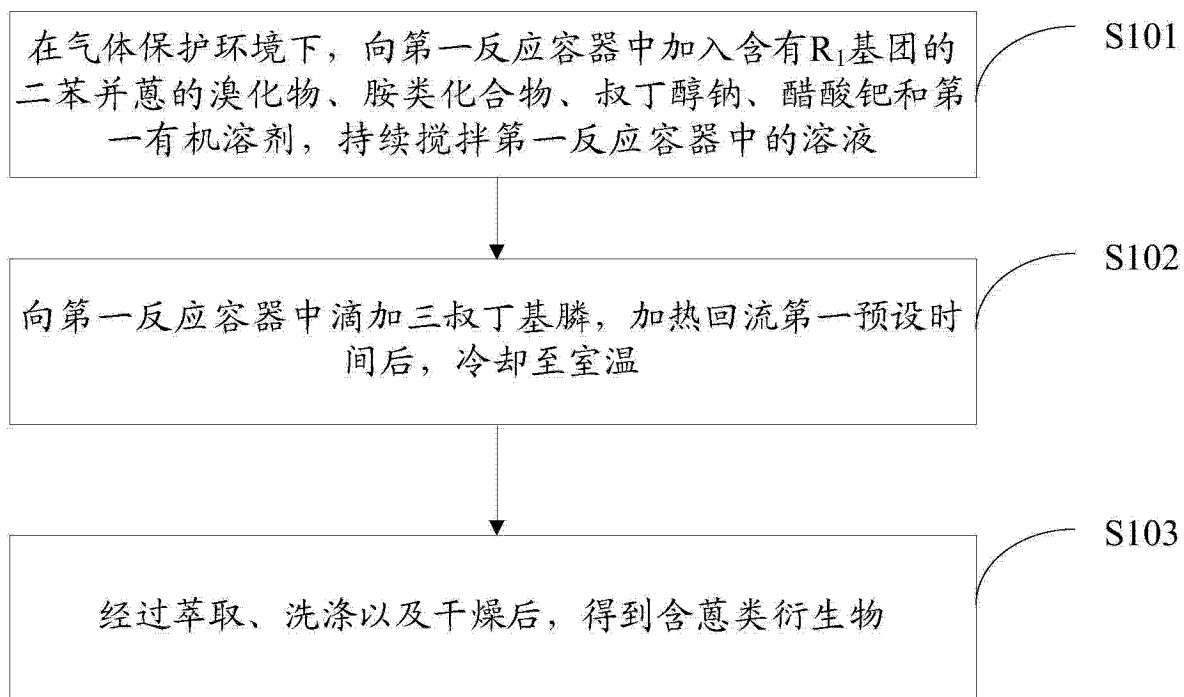 在气体保护环境下，向第一反应容器中加入含有R₁基团的
二苯并蒽的溴化物、胺类化合物、叔丁醇钠、醋酸钯和第
一有机溶剂，持续搅拌第一反应容器中的溶液
S101
向第一反应容器中滴加三叔丁基膦，加热回流第一预设时
间后，冷却至室温
S102
经过萃取、洗涤以及干燥后，得到含蒽类衍生物
S103